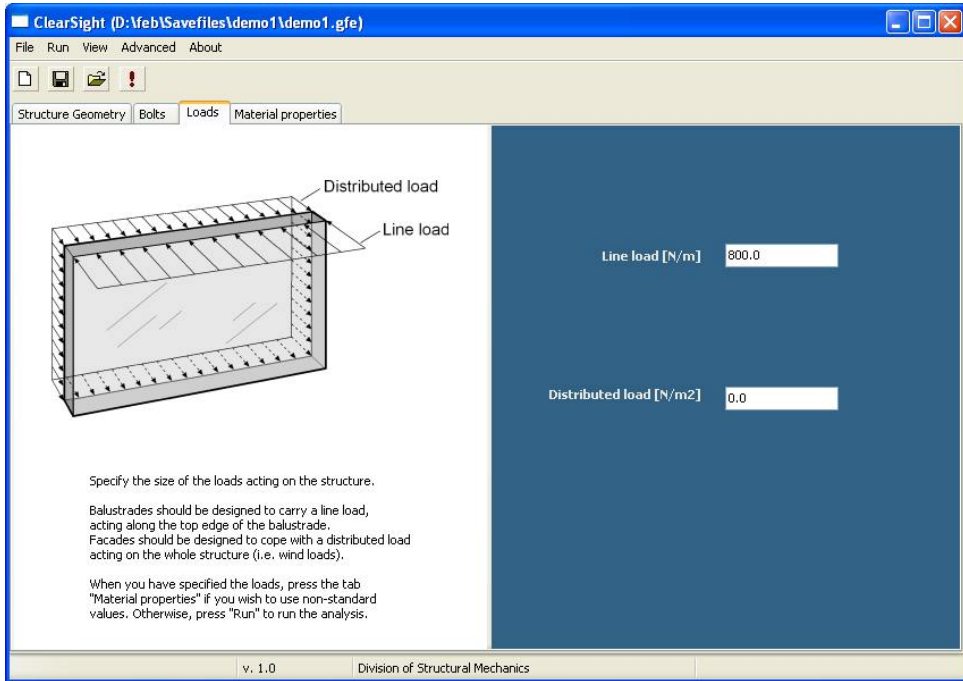 ClearSight (D:\feb\Savefiles\demo1\demo1.gfe)
File Run View Advanced About
Structure Geometry Bolts Loads Material properties
Distributed load
Line load
Line load [N/m] 800.0
Distributed load [N/m2] 0.0
Specify the size of the loads acting on the structure.
Balustrades should be designed to carry a line load,
acting along the top edge of the balustrade.
Facades should be designed to cope with a distributed load
acting on the whole structure (i.e. wind loads).
When you have specified the loads, press the tab
"Material properties" if you wish to use non-standard
values. Otherwise, press "Run" to run the analysis.
v. 1.0 Division of Structural Mechanics